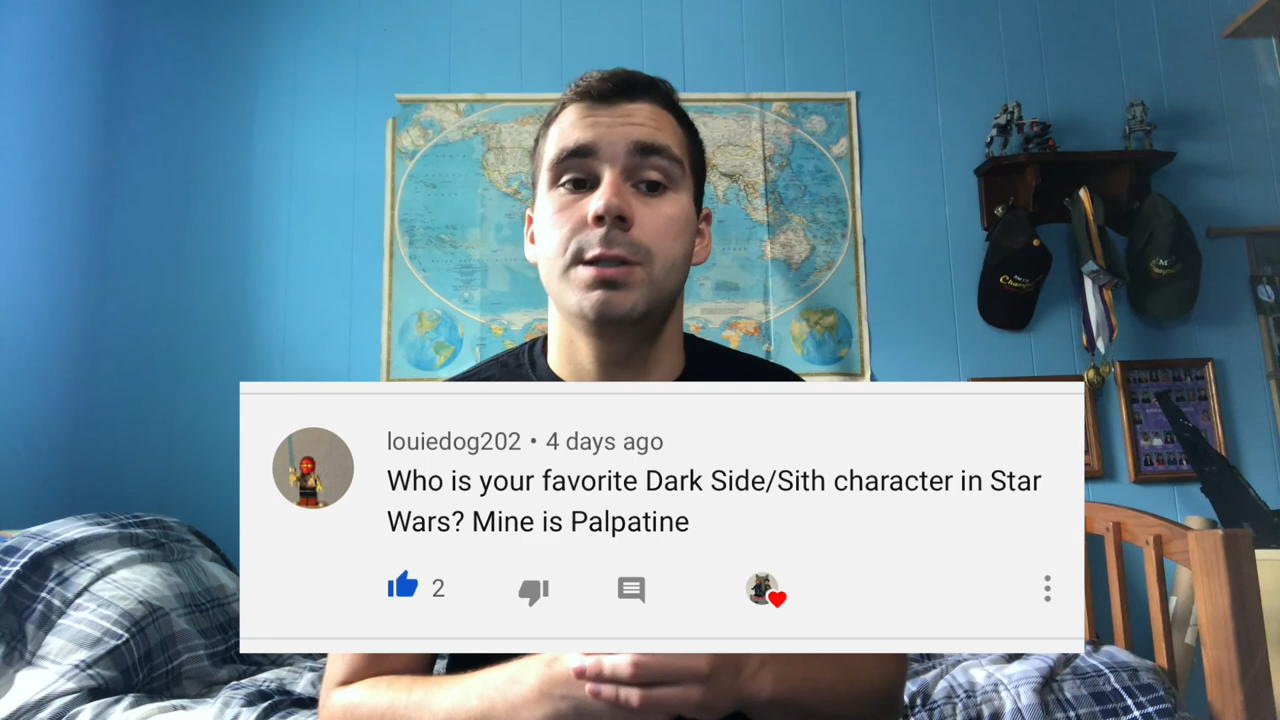 louiedog202 • 4 days ago
Who is your favorite Dark Side/Sith character in Star
Wars? Mine is Palpatine
2